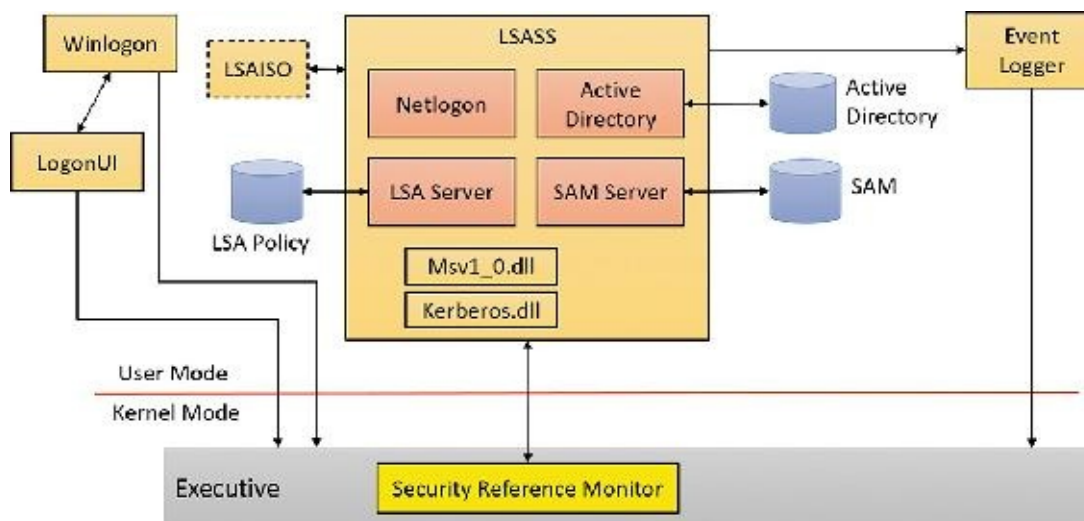 Winlogon
LSAISO
LSASS
Event
Logger
Netlogon
Active
Directory
Active
Directory
LogonUI
LSA Server
SAM Server
SAM
LSA Policy
Msv1_0.dll
Kerberos.dll
User Mode
Kernel Mode
Executive
Security Reference Monitor